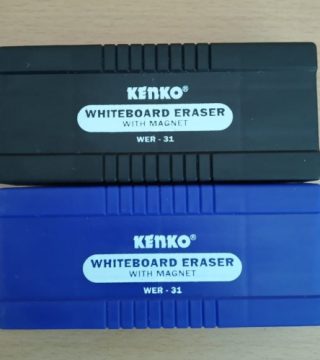 KENKO®
WHITEBOARD ERASER
WITH MAGNET
WER - 31
KENKO®
WHITEBOARD ERASER
WITH MAGNET
WER - 31